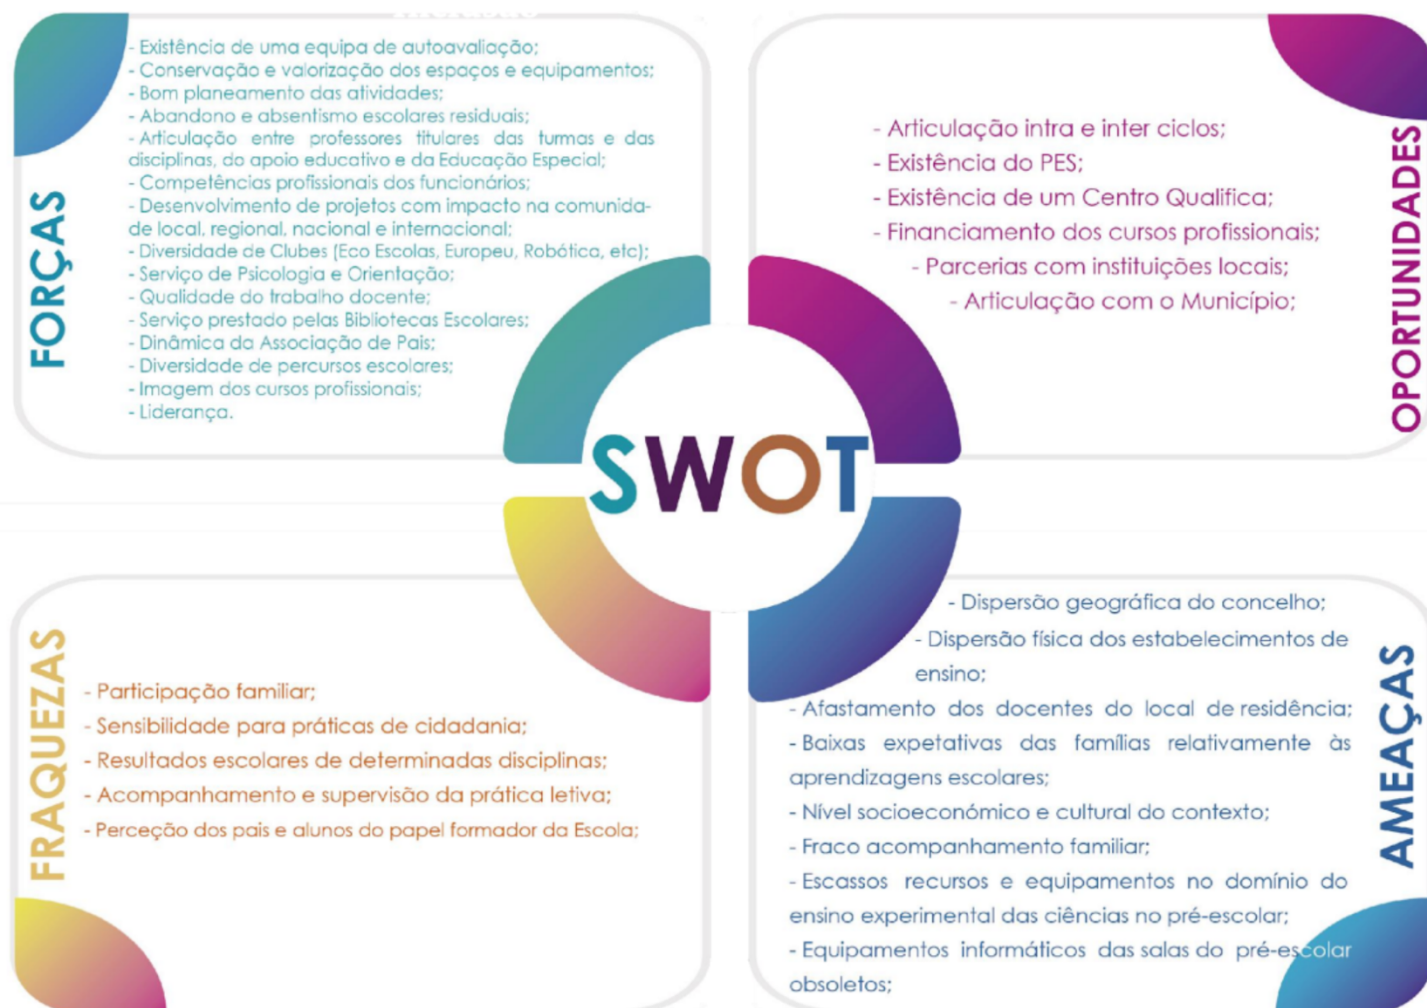 - Existência de uma equipa de autoavaliação;
- Conservação e valorização dos espaços e equipamentos;
- Bom planeamento das atividades;
- Abandono e absentismo escolares residuais;
- Articulação entre professores titulares das turmas e das
disciplinas, do apoio educativo e da Educação Especial;
- Competências profissionais dos funcionários;
- Desenvolvimento de projetos com impacto na comunida-
de local, regional, nacional e internacional;
- Diversidade de Clubes (Eco Escolas, Europeu, Robótica, etc);
- Serviço de Psicologia e Orientação;
- Qualidade do trabalho docente;
- Serviço prestado pelas Bibliotecas Escolares;
- Dinâmica da Associação de Pais;
- Diversidade de percursos escolares;
- Imagem dos cursos profissionais;
- Liderança.
FORÇAS
- Articulação intra e inter ciclos;
- Existência do PES;
- Existência de um Centro Qualifica;
- Financiamento dos cursos profissionais;
- Parcerias com instituições locais;
- Articulação com o Município;
OPORTUNIDADES
SWOT
FRAQUEZAS
- Participação familiar;
- Sensibilidade para práticas de cidadania;
- Resultados escolares de determinadas disciplinas;
- Acompanhamento e supervisão da prática letiva;
- Perceção dos pais e alunos do papel formador da Escola;
- Dispersão geográfica do concelho;
- Dispersão física dos estabelecimentos de
ensino;
- Afastamento dos docentes do local de residência;
- Baixas expetativas das famílias relativamente às
aprendizagens escolares;
- Nível socioeconómico e cultural do contexto;
- Fraco acompanhamento familiar;
- Escassos recursos e equipamentos no domínio do
ensino experimental das ciências no pré-escolar;
- Equipamentos informáticos das salas do pré-escolar
obsoletos;
AMEAÇAS